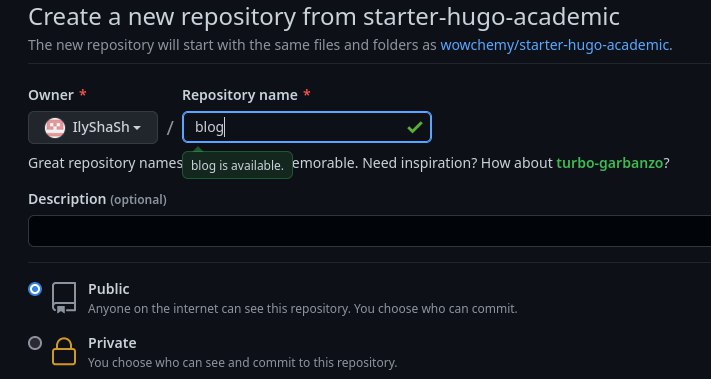 Create a new repository from starter-hugo-academic
The new repository will start with the same files and folders as wowchemy/starter-hugo-academic.
Owner * Repository name *
IlyShaSh / blog
Great repository names emorable. Need inspiration? How about turbo-garbanzo?
blog is available.
Description (optional)
Public
Anyone on the internet can see this repository. You choose who can commit.
Private
You choose who can see and commit to this repository.